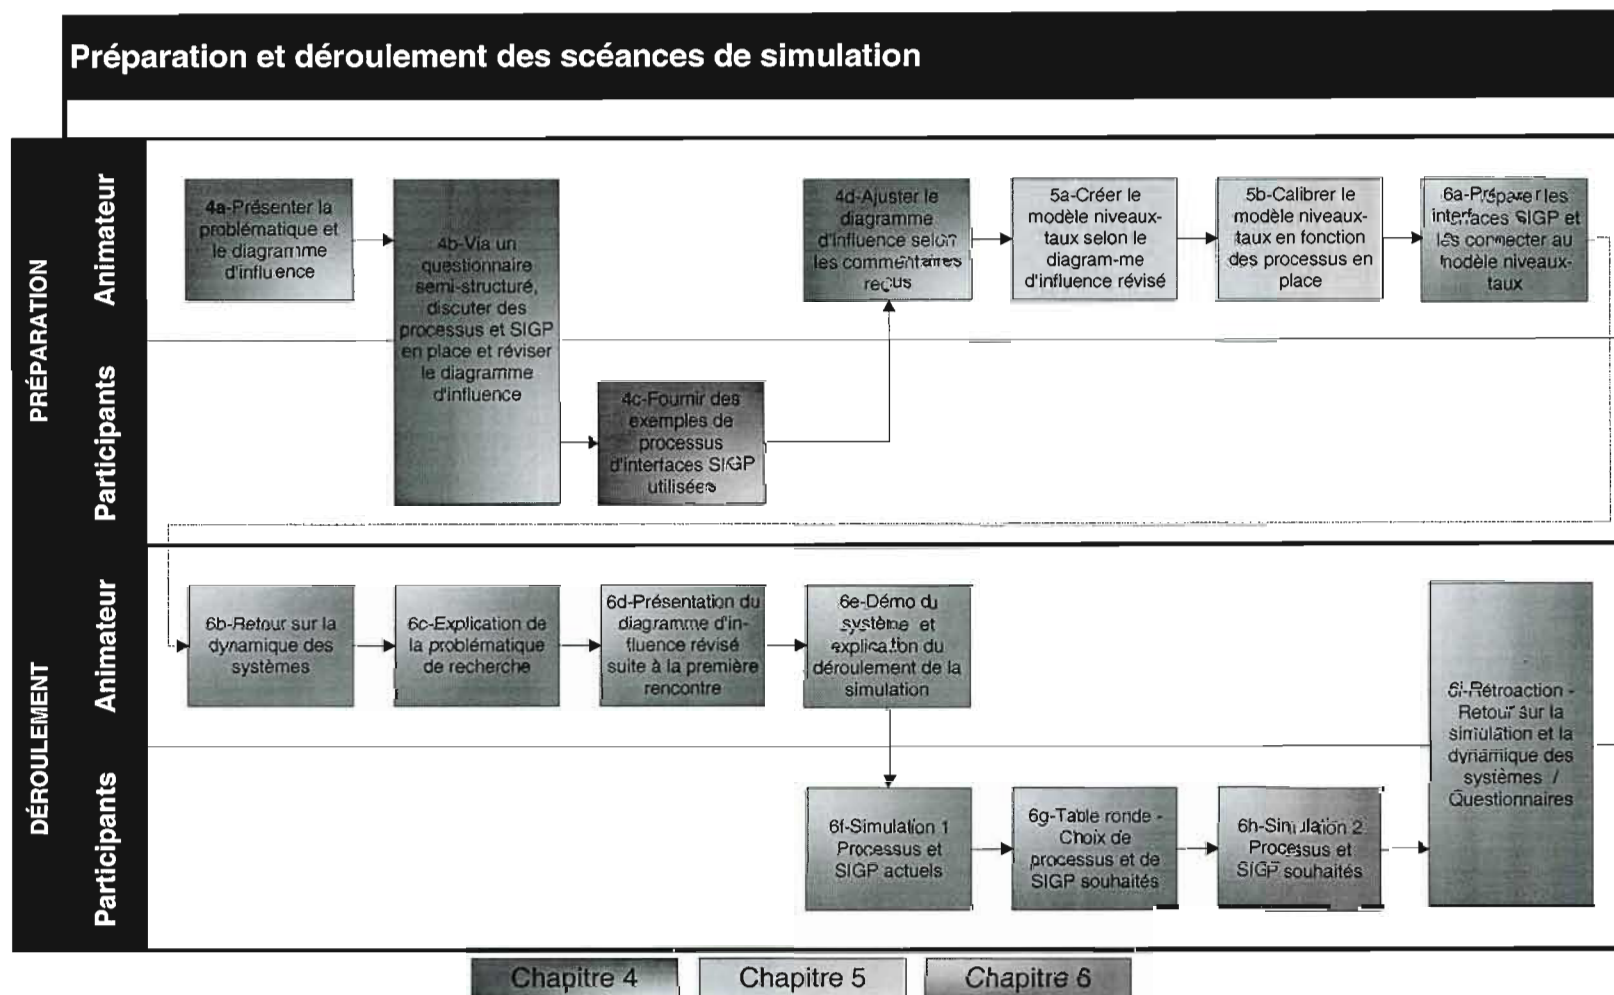 Préparation et déroulement des scéances de simulation
PRÉPARATION
Animateur
4a-Présenter la
problématique et
le diagramme
d'influence
4b-Via un
questionnaire
semi-structuré,
discuter des
processus et SIGP
en place et réviser
le diagramme
d'influence
4d-Ajuster le
diagramme
d'influence selon
les commentaires
reçus
5a-Créer le
modèle niveaux-
taux selon le
diagram-me
d'influence révisé
5b-Calibrer le
modèle niveaux-
taux en fonction
des processus en
place
6a-Préparer les
interfaces SIGP et
les connecter au
modèle niveaux-
taux
Participants
4c-Fournir des
exemples de
processus
d'interfaces SIGP
utilisées
DÉROULEMENT
Animateur
6b-Retour sur la
dynamique des
systèmes
6c-Explication de
la problématique
de recherche
6d-Présentation du
diagramme d'in-
fluence révisé
suite à la première
rencontre
6e-Démo du
système et
explication du
déroulement de la
simulation
6i-Rétroaction -
Retour sur la
simulation et la
dynamique des
systèmes /
Questionnaires
Participants
6f-Simulation 1
Processus et
SIGP actuels
6g-Table ronde -
Choix de
processus et de
SIGP souhaités
6h-Simulation 2
Processus et
SIGP souhaités
Chapitre 4
Chapitre 5
Chapitre 6